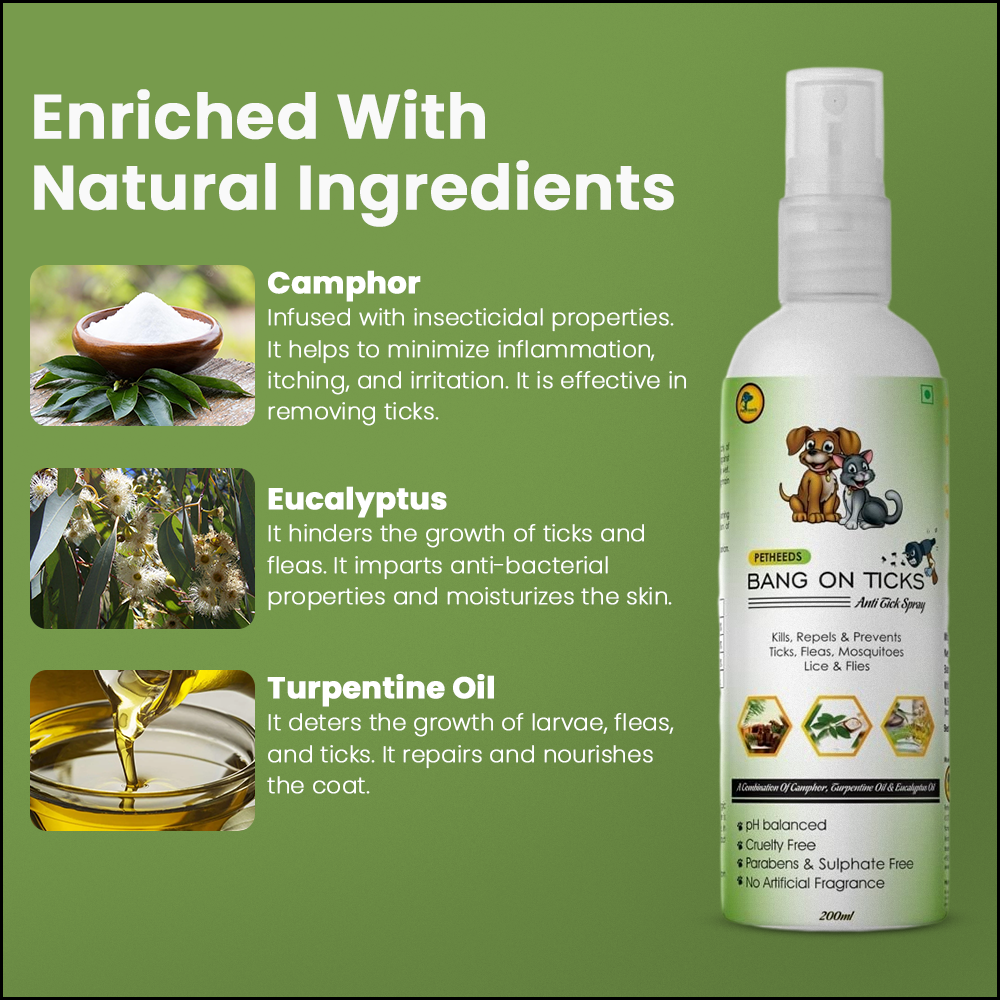 Enriched With
Natural Ingredients
Camphor
Infused with insecticidal properties.
It helps to minimize inflammation,
itching, and irritation. It is effective in
removing ticks.
Eucalyptus
It hinders the growth of ticks and
fleas. It imparts anti-bacterial
properties and moisturizes the skin.
Turpentine Oil
It deters the growth of larvae, fleas,
and ticks. It repairs and nourishes
the coat.
PETHEEDS
BANG ON TICKS
Anti Tick Spray
Kills, Repels & Prevents
Ticks, Fleas, Mosquitoes
Lice & Flies
A Combination Of Camphor, Turpentine Oil & Eucalyptus Oil
pH balanced
Cruelty Free
Parabens & Sulphate Free
No Artificial Fragrance
200ml